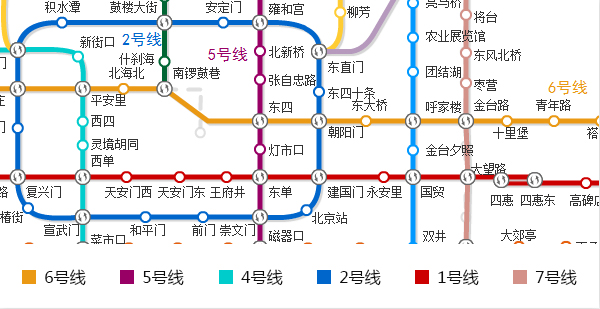 积水潭
鼓楼大街
安定门
雍和宫
柳芳
亮马桥
将台
新街口
2号线
5号线
北新桥
农业展览馆
什刹海
东风北桥
门
北海北
南锣鼓巷
东直门
张自忠路
团结湖
枣营
6号线
平安里
东四
东四十条
东大桥
呼家楼
金台路
青年路
西四
朝阳门
十里堡
门
灵境胡同
灯市口
金台夕照
西单
大望路
路
复兴门
天安门西
天安门东
王府井
东单
建国门
永安里
国贸
四惠
四惠东
高碑店
椿街
宣武门
和平门
前门
崇文门
北京站
菜市口
磁器口
双井
大郊亭
6号线
5号线
4号线
2号线
1号线
7号线